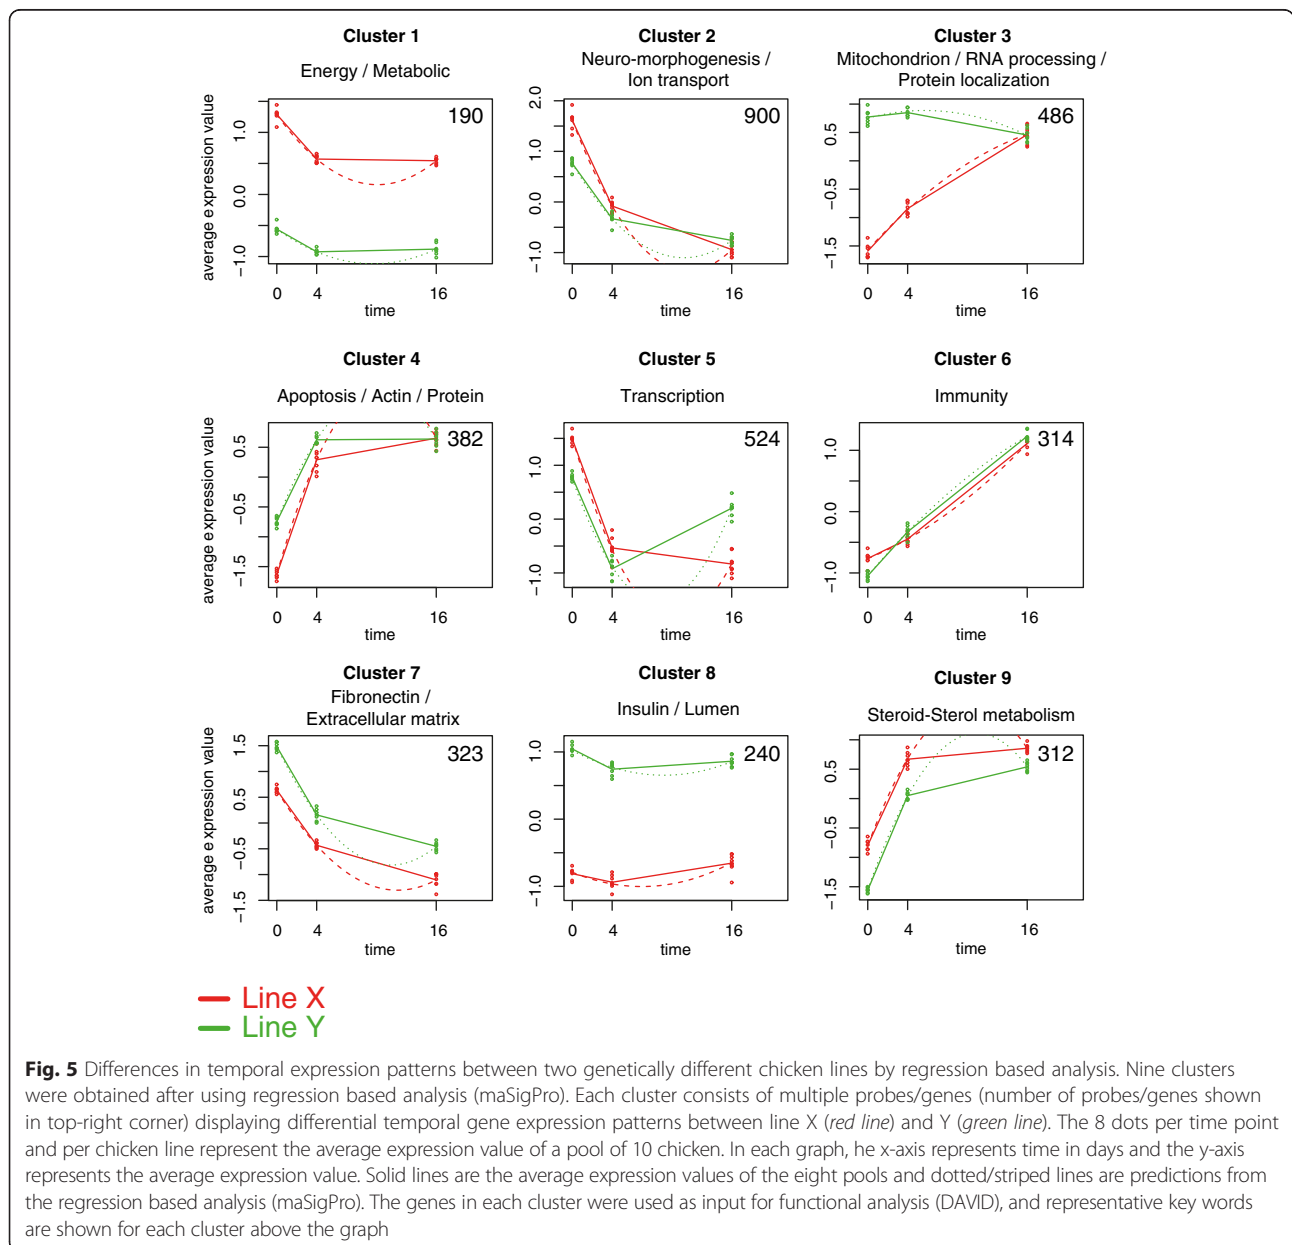 Cluster 1
Energy / Metabolic
190
average expression value
1.0
0.0
−1.0
0
4
16
time
Cluster 2
Neuro-morphogenesis /
Ion transport
900
2.0
1.0
0.0
−1.0
0
4
16
time
Cluster 3
Mitochondrion / RNA processing /
Protein localization
486
0.5
−0.5
−1.5
0
4
16
time
Cluster 4
Apoptosis / Actin / Protein
382
average expression value
0.5
−0.5
−1.5
0
4
16
time
Cluster 5
Transcription
524
1.0
0.0
−1.0
0
4
16
time
Cluster 6
Immunity
314
1.0
0.0
−1.0
0
4
16
time
Cluster 7
Fibronectin /
Extracellular matrix
323
average expression value
1.5
0.5
−0.5
−1.5
0
4
16
time
Cluster 8
Insulin / Lumen
240
1.0
0.0
−1.0
0
4
16
time
Cluster 9
Steroid-Sterol metabolism
312
0.5
−0.5
−1.5
0
4
16
time
Line X
Line Y
Fig. 5 Differences in temporal expression patterns between two genetically different chicken lines by regression based analysis. Nine clusters
were obtained after using regression based analysis (maSigPro). Each cluster consists of multiple probes/genes (number of probes/genes shown
in top-right corner) displaying differential temporal gene expression patterns between line X (red line) and Y (green line). The 8 dots per time point
and per chicken line represent the average expression value of a pool of 10 chicken. In each graph, he x-axis represents time in days and the y-axis
represents the average expression value. Solid lines are the average expression values of the eight pools and dotted/striped lines are predictions from
the regression based analysis (maSigPro). The genes in each cluster were used as input for functional analysis (DAVID), and representative key words
are shown for each cluster above the graph